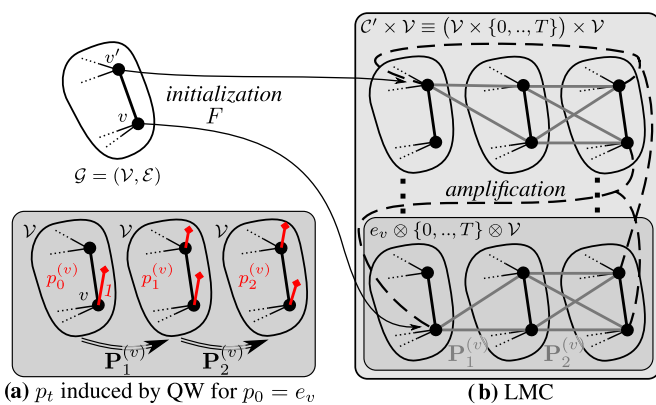 𝒞′ × 𝒱 ≡ (𝒱 × {0, .., T}) × 𝒱
v′
initialization
F
v
𝒢 = (𝒱, ℰ)
amplification
e_v ⊗ {0, .., T} ⊗ 𝒱
𝒱 𝒱 𝒱
p_0^(v) p_1^(v) p_2^(v)
v 1
P_1^(v) P_2^(v)
P_1^(v) P_2^(v)
(a) p_t induced by QW for p_0 = e_v
(b) LMC